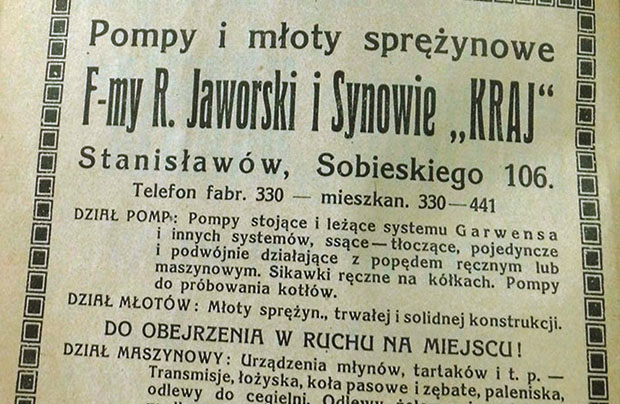 Pompy i młoty sprężynowe
F-my R. Jaworski i Synowie „KRAJ“
Stanisławów, Sobieskiego 106.
Telefon fabr. 330 — mieszkan. 330—441
DZIAŁ POMP: Pompy stojące i leżące systemu Garwensa
i innych systemów, ssące—tłoczące, pojedyncze
i podwójnie działające z popędem ręcznym lub
maszynowym. Sikawki ręczne na kółkach. Pompy
do próbowania kotłów.
DZIAŁ MŁOTÓW: Młoty sprężyn., trwałej i solidnej konstrukcji.
DO OBEJRZENIA W RUCHU NA MIEJSCU!
DZIAŁ MASZYNOWY: Urządzenia młynów, tartaków i t. p. —
Transmisje, łożyska, koła pasowe i zębate, paleniska,
odlewy do cegielni. Odlewy